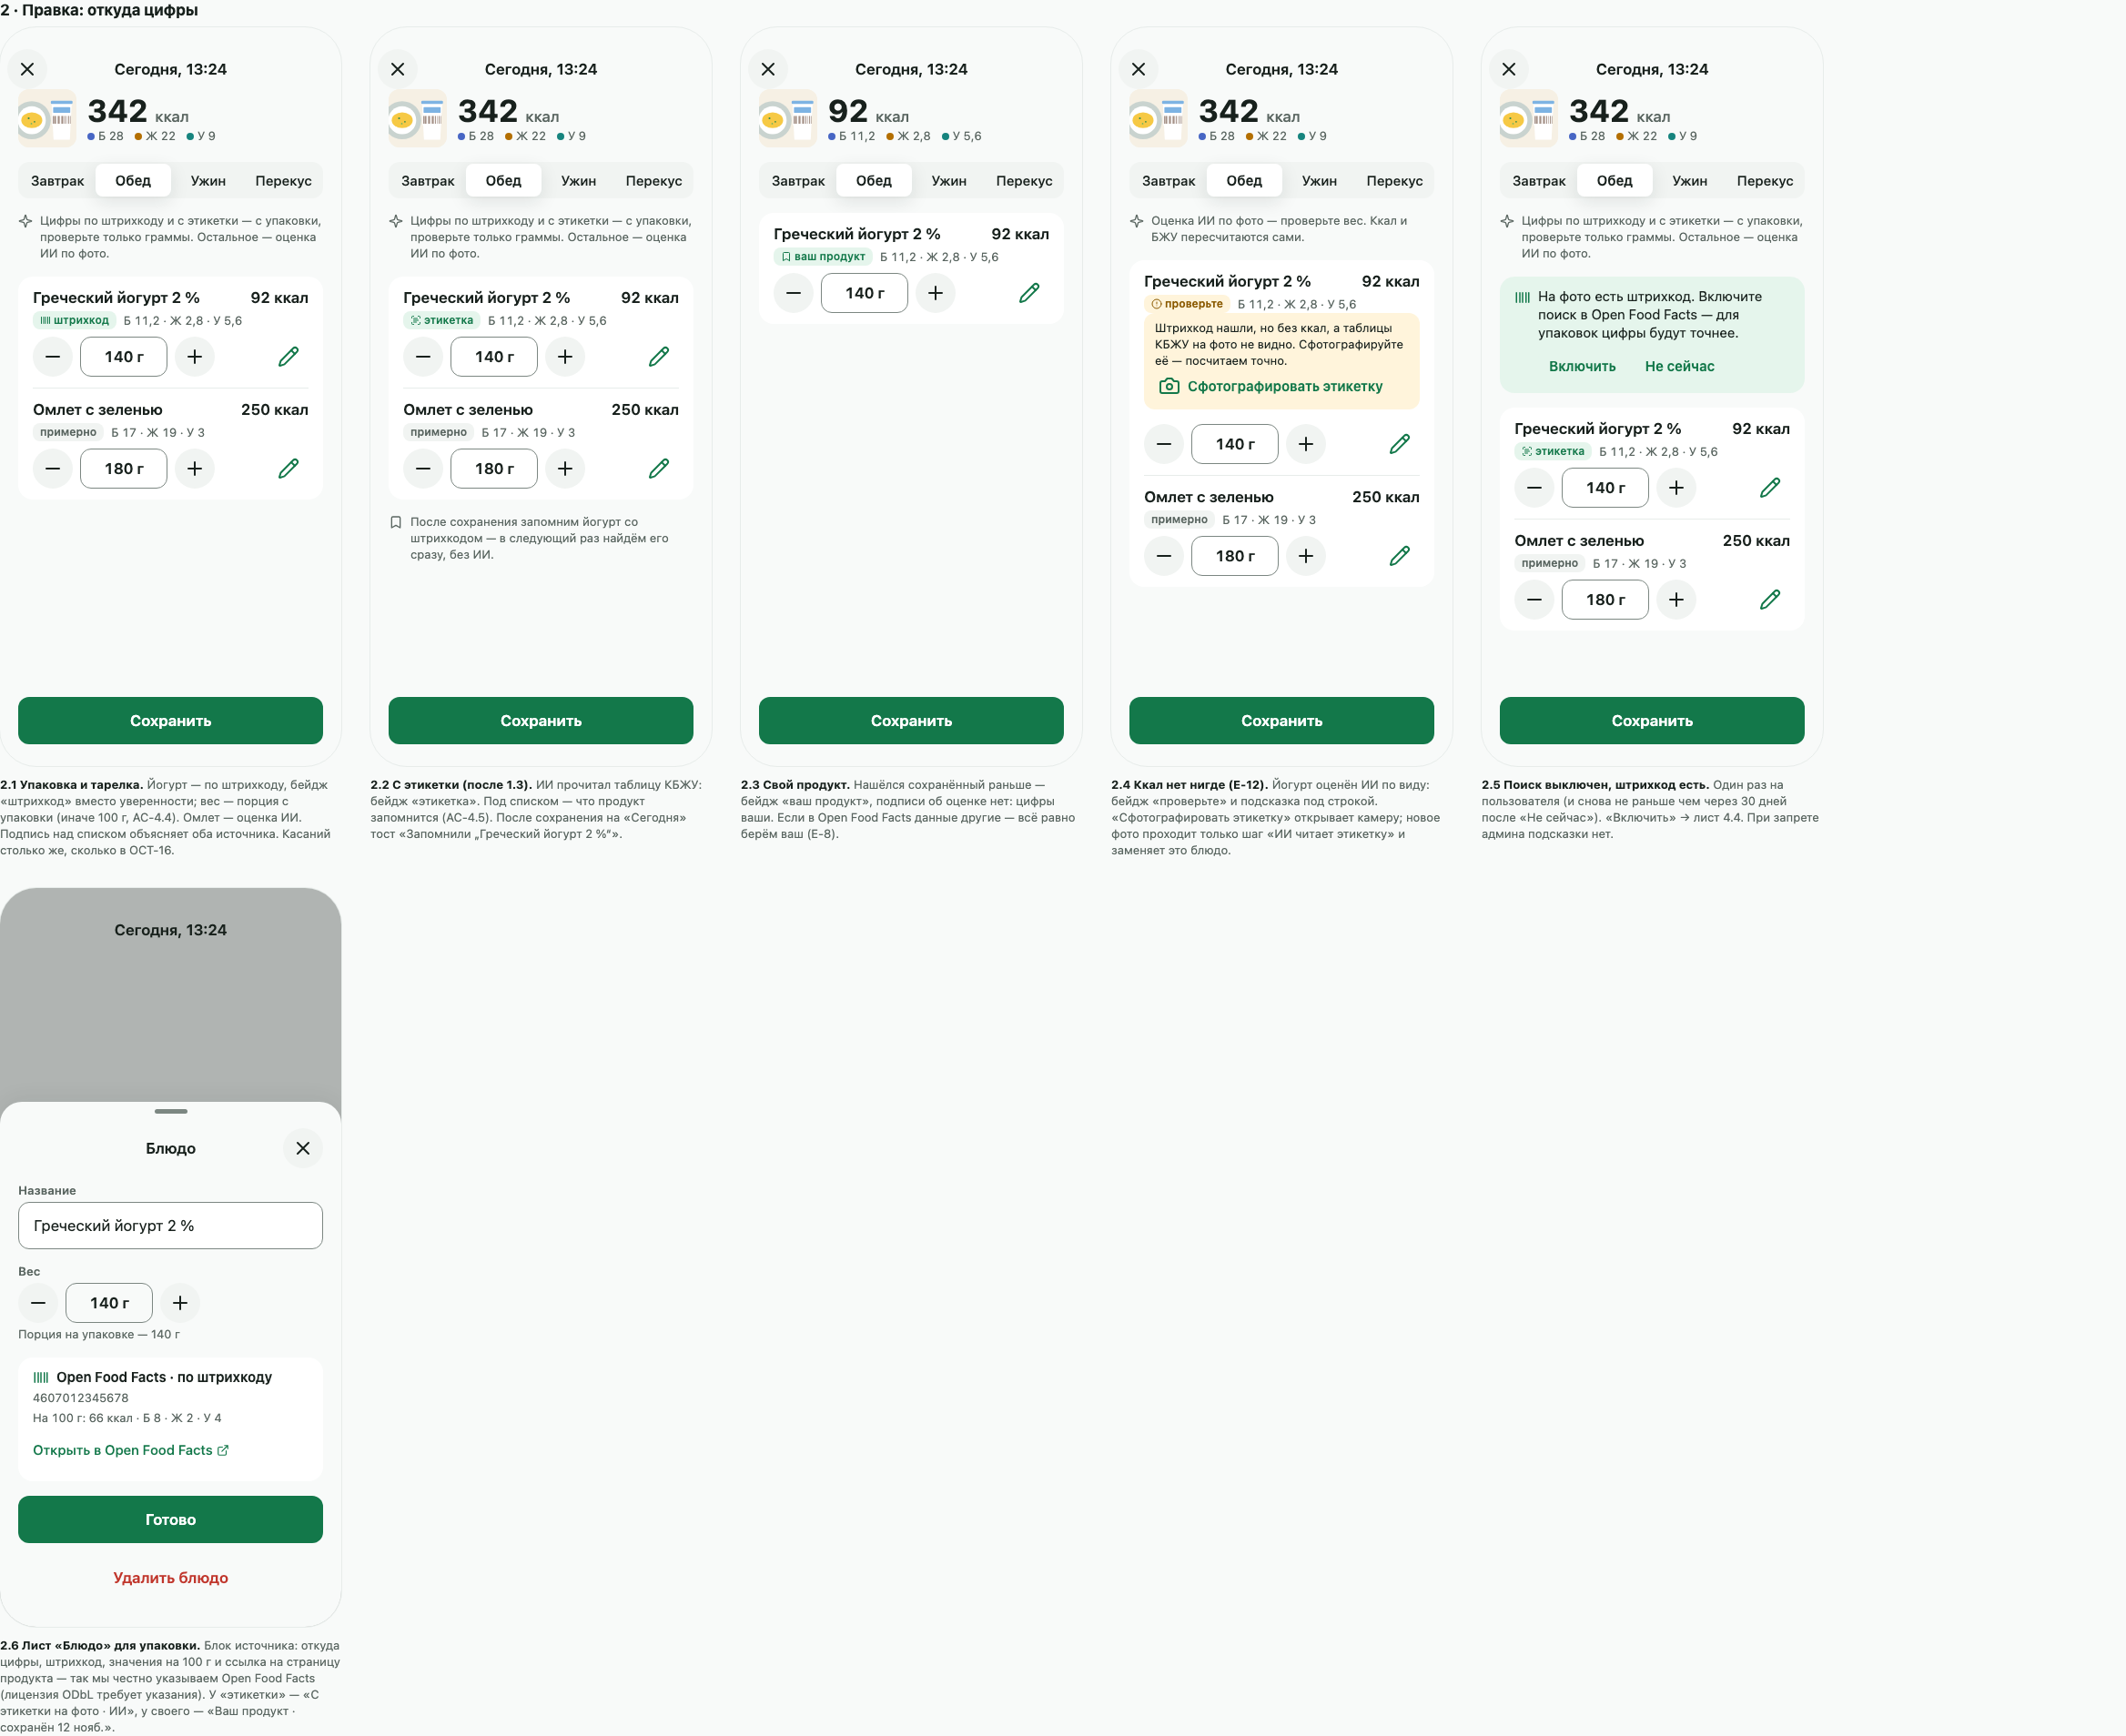 2 · Правка: откуда цифры
Сегодня, 13:24
342 ккал
Б 28 Ж 22 У 9
Завтрак Обед Ужин Перекус
Цифры по штрихкоду и с этикетки — с упаковки,
проверьте только граммы. Остальное — оценка
ИИ по фото.
Греческий йогурт 2 % 92 ккал
штрихкод Б 11,2 · Ж 2,8 · У 5,6
140 г
Омлет с зеленью 250 ккал
примерно Б 17 · Ж 19 · У 3
180 г
Сохранить
2.1 Упаковка и тарелка. Йогурт — по штрихкоду, бейдж
«штрихкод» вместо уверенности; вес — порция с
упаковки (иначе 100 г, AC-4.4). Омлет — оценка ИИ.
Подпись над списком объясняет оба источника. Касаний
столько же, сколько в ОСТ-16.
Сегодня, 13:24
342 ккал
Б 28 Ж 22 У 9
Завтрак Обед Ужин Перекус
Цифры по штрихкоду и с этикетки — с упаковки,
проверьте только граммы. Остальное — оценка
ИИ по фото.
Греческий йогурт 2 % 92 ккал
этикетка Б 11,2 · Ж 2,8 · У 5,6
140 г
Омлет с зеленью 250 ккал
примерно Б 17 · Ж 19 · У 3
180 г
После сохранения запомним йогурт со
штрихкодом — в следующий раз найдём его
сразу, без ИИ.
Сохранить
2.2 С этикетки (после 1.3). ИИ прочитал таблицу КБЖУ:
бейдж «этикетка». Под списком — что продукт
запомнится (AC-4.5). После сохранения на «Сегодня»
тост «Запомнили „Греческий йогурт 2 %“».
Сегодня, 13:24
92 ккал
Б 11,2 Ж 2,8 У 5,6
Завтрак Обед Ужин Перекус
Греческий йогурт 2 % 92 ккал
ваш продукт Б 11,2 · Ж 2,8 · У 5,6
140 г
Сохранить
2.3 Свой продукт. Нашёлся сохранённый раньше —
бейдж «ваш продукт», подписи об оценке нет: цифры
ваши. Если в Open Food Facts данные другие — всё равно
берём ваш (E-8).
Сегодня, 13:24
342 ккал
Б 28 Ж 22 У 9
Завтрак Обед Ужин Перекус
Оценка ИИ по фото — проверьте вес. Ккал и
БЖУ пересчитаются сами.
Греческий йогурт 2 % 92 ккал
проверьте Б 11,2 · Ж 2,8 · У 5,6
Штрихкод нашли, но без ккал, а таблицы
КБЖУ на фото не видно. Сфотографируйте
её — посчитаем точно.
Сфотографировать этикетку
140 г
Омлет с зеленью 250 ккал
примерно Б 17 · Ж 19 · У 3
180 г
Сохранить
2.4 Ккал нет нигде (E-12). Йогурт оценён ИИ по виду:
бейдж «проверьте» и подсказка под строкой.
«Сфотографировать этикетку» открывает камеру; новое
фото проходит только шаг «ИИ читает этикетку» и
заменяет это блюдо.
Сегодня, 13:24
342 ккал
Б 28 Ж 22 У 9
Завтрак Обед Ужин Перекус
Цифры по штрихкоду и с этикетки — с упаковки,
проверьте только граммы. Остальное — оценка
ИИ по фото.
На фото есть штрихкод. Включите
поиск в Open Food Facts — для
упаковок цифры будут точнее.
Включить Не сейчас
Греческий йогурт 2 % 92 ккал
этикетка Б 11,2 · Ж 2,8 · У 5,6
140 г
Омлет с зеленью 250 ккал
примерно Б 17 · Ж 19 · У 3
180 г
Сохранить
2.5 Поиск выключен, штрихкод есть. Один раз на
пользователя (и снова не раньше чем через 30 дней
после «Не сейчас»). «Включить» → лист 4.4. При запрете
админа подсказки нет.
Сегодня, 13:24
Блюдо
Название
Греческий йогурт 2 %
Вес
140 г
Порция на упаковке — 140 г
Open Food Facts · по штрихкоду
4607012345678
На 100 г: 66 ккал · Б 8 · Ж 2 · У 4
Открыть в Open Food Facts
Готово
Удалить блюдо
2.6 Лист «Блюдо» для упаковки. Блок источника: откуда
цифры, штрихкод, значения на 100 г и ссылка на страницу
продукта — так мы честно указываем Open Food Facts
(лицензия ODbL требует указания). У «этикетки» — «С
этикетки на фото · ИИ», у своего — «Ваш продукт ·
сохранён 12 нояб.».